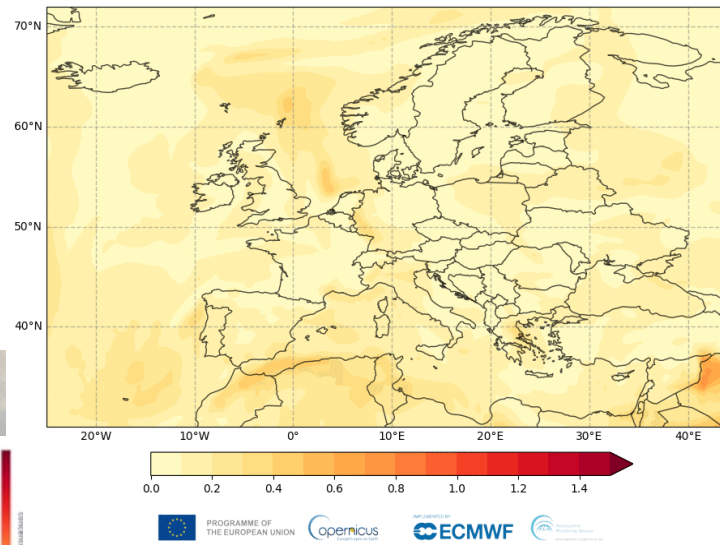 70°N
60°N
50°N
40°N
20°W 10°W 0° 10°E 20°E 30°E 40°E
0.0 0.2 0.4 0.6 0.8 1.0 1.2 1.4
PROGRAMME OF
THE EUROPEAN UNION
opernicus
IMPLEMENTED BY
ECMWF